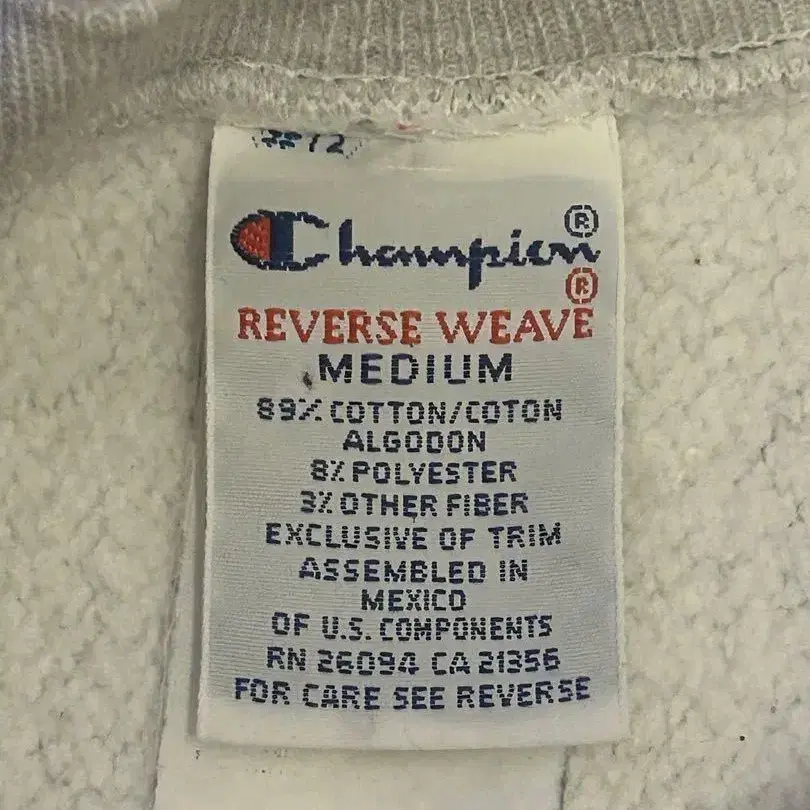 Champion®
®
REVERSE WEAVE
MEDIUM
89% COTTON/COTON
ALGODON
8% POLYESTER
3% OTHER FIBER
EXCLUSIVE OF TRIM
ASSEMBLED IN
MEXICO
OF U.S. COMPONENTS
RN 26094 CA 21356
FOR CARE SEE REVERSE